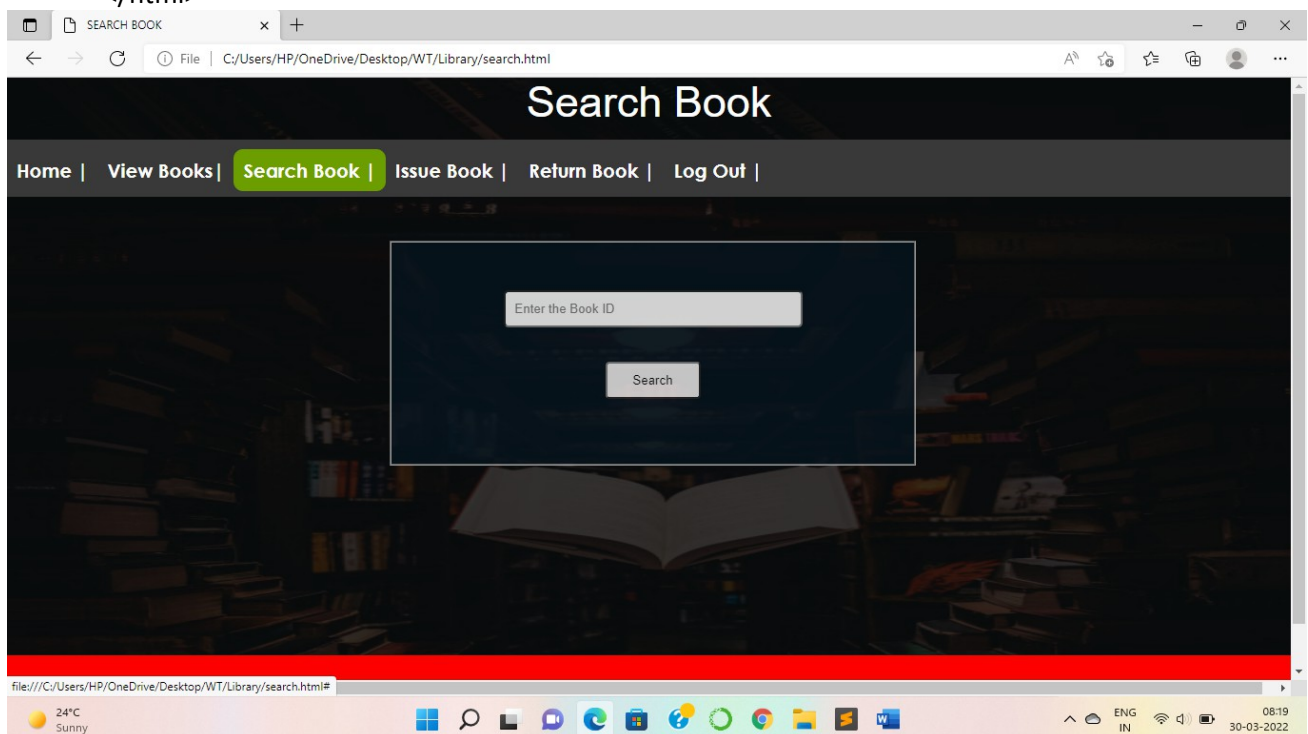 </html>
SEARCH BOOK
File | C:/Users/HP/OneDrive/Desktop/WT/Library/search.html
Search Book
Home | View Books| Search Book | Issue Book | Return Book | Log Out |
Enter the Book ID
Search
file:///C:/Users/HP/OneDrive/Desktop/WT/Library/search.html#
24°C
Sunny
ENG
IN
08:19
30-03-2022